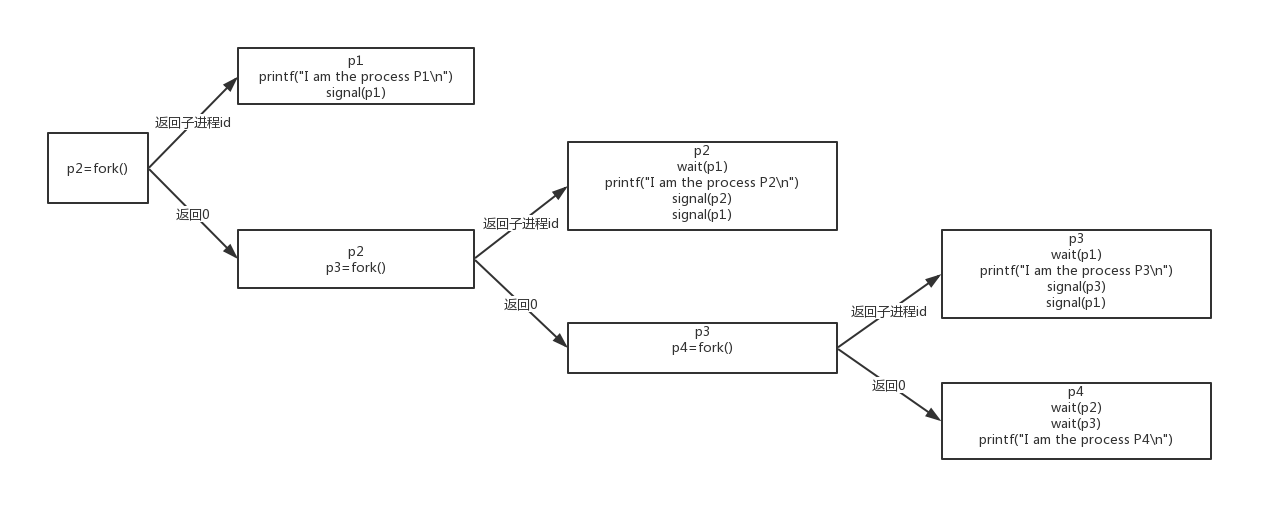 p1
printf("I am the process P1\n")
signal(p1)
返回子进程id
p2=fork()
返回0
p2
p3=fork()
p2
wait(p1)
printf("I am the process P2\n")
signal(p2)
signal(p1)
返回子进程id
返回0
p3
p4=fork()
p3
wait(p1)
printf("I am the process P3\n")
signal(p3)
signal(p1)
返回子进程id
返回0
p4
wait(p2)
wait(p3)
printf("I am the process P4\n")